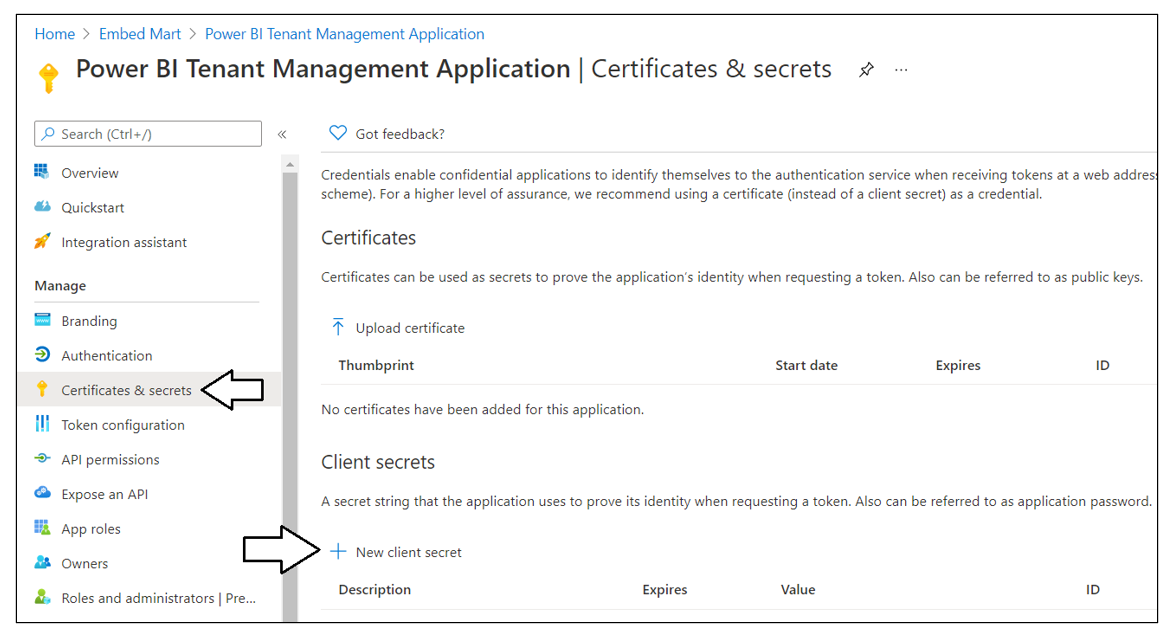 Home > Embed Mart > Power BI Tenant Management Application
Power BI Tenant Management Application | Certificates & secrets
Search (Ctrl+/)
Overview
Quickstart
Integration assistant
Manage
Branding
Authentication
Certificates & secrets
Token configuration
API permissions
Expose an API
App roles
Owners
Roles and administrators | Pre...
Got feedback?
Credentials enable confidential applications to identify themselves to the authentication service when receiving tokens at a web address
scheme). For a higher level of assurance, we recommend using a certificate (instead of a client secret) as a credential.
Certificates
Certificates can be used as secrets to prove the application's identity when requesting a token. Also can be referred to as public keys.
Upload certificate
Thumbprint Start date Expires ID
No certificates have been added for this application.
Client secrets
A secret string that the application uses to prove its identity when requesting a token. Also can be referred to as application password.
New client secret
Description Expires Value ID